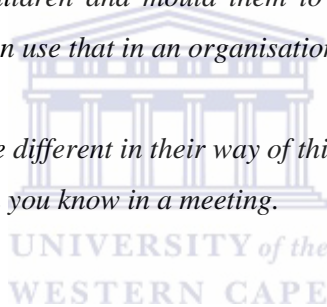 children and mould them to
use that in an organisation
different in their way of this
you know in a meeting.
UNIVERSITY of the
WESTERN CAPE